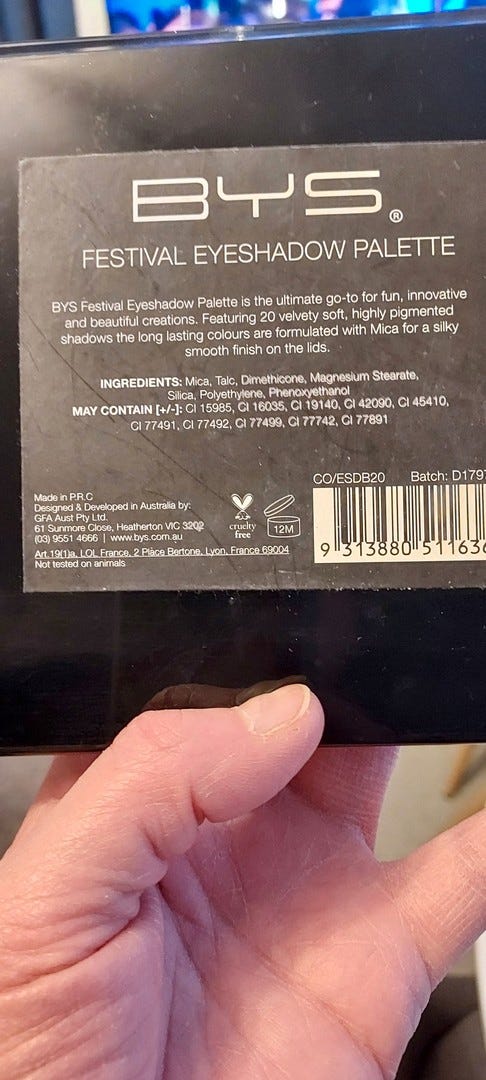 BYS®
FESTIVAL EYESHADOW PALETTE
BYS Festival Eyeshadow Palette is the ultimate go-to for fun, innovative
and beautiful creations. Featuring 20 velvety soft, highly pigmented
shadows the long lasting colours are formulated with Mica for a silky
smooth finish on the lids.
INGREDIENTS: Mica, Talc, Dimethicone, Magnesium Stearate,
Silica, Polyethylene, Phenoxyethanol
MAY CONTAIN [+/-]: CI 15985, CI 16035, CI 19140, CI 42090, CI 45410,
CI 77491, CI 77492, CI 77499, CI 77742, CI 77891
CO/ESDB20 Batch: D1797
Made in P.R.C
Designed & Developed in Australia by:
GFA Aust Pty Ltd.
61 Sunmore Close, Heatherton VIC 3202
(03) 9551 4666 | www.bys.com.au
Art.19(1)a, LOL France, 2 Place Bertone, Lyon, France 69004
Not tested on animals
cruelty
free
12M
9 313880 511636